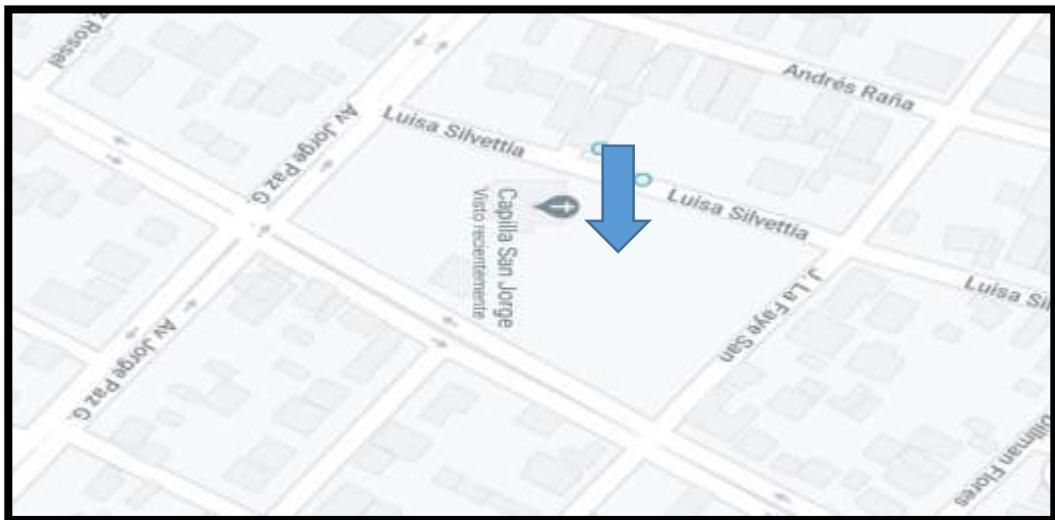 Rossel
Av Jorge Paz G.
Luisa Silvettia
Andrés Raña
Luisa Silvettia
Capilla San Jorge
Visto recientemente
J. La Faye San
Luisa Sil
Av Jorge Paz G.
Flores